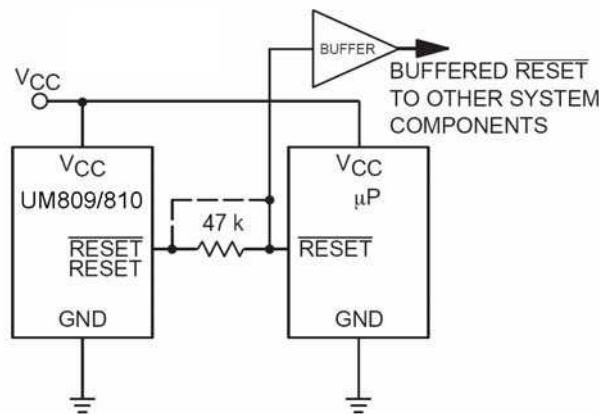 BUFFER
BUFFERED RESET
TO OTHER SYSTEM
COMPONENTS
VCC
VCC
UM809/810
RESET
RESET
GND
47 k
VCC
µP
RESET
GND